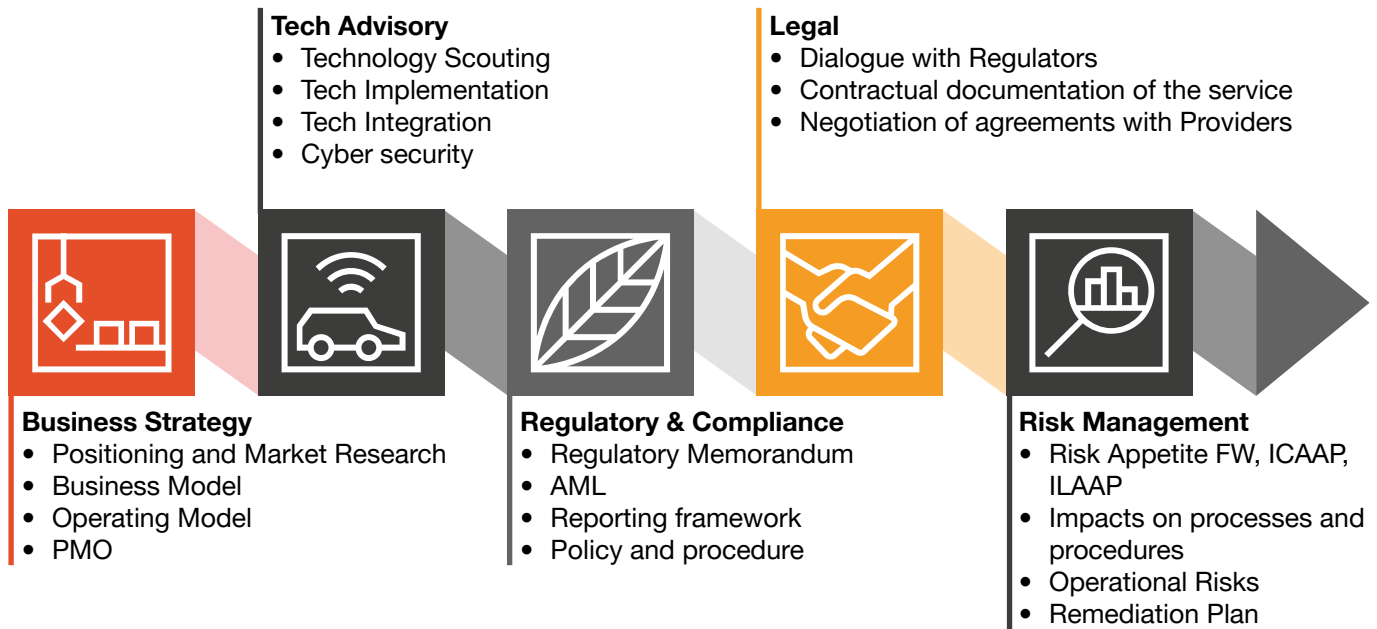 Tech Advisory
• Technology Scouting
• Tech Implementation
• Tech Integration
• Cyber security
Legal
• Dialogue with Regulators
• Contractual documentation of the service
• Negotiation of agreements with Providers
Business Strategy
• Positioning and Market Research
• Business Model
• Operating Model
• PMO
Regulatory & Compliance
• Regulatory Memorandum
• AML
• Reporting framework
• Policy and procedure
Risk Management
• Risk Appetite FW, ICAAP,
ILAAP
• Impacts on processes and
procedures
• Operational Risks
• Remediation Plan